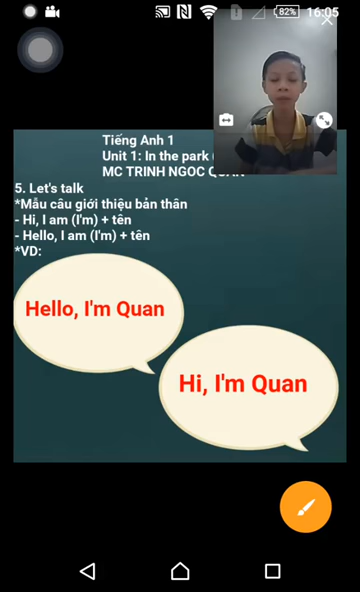 82%
16:05
Tiếng Anh 1
Unit 1: In the park
MC TRINH NGOC QUAN
5. Let's talk
*Mẫu câu giới thiệu bản thân
- Hi, I am (I'm) + tên
- Hello, I am (I'm) + tên
*VD:
Hello, I'm Quan
Hi, I'm Quan